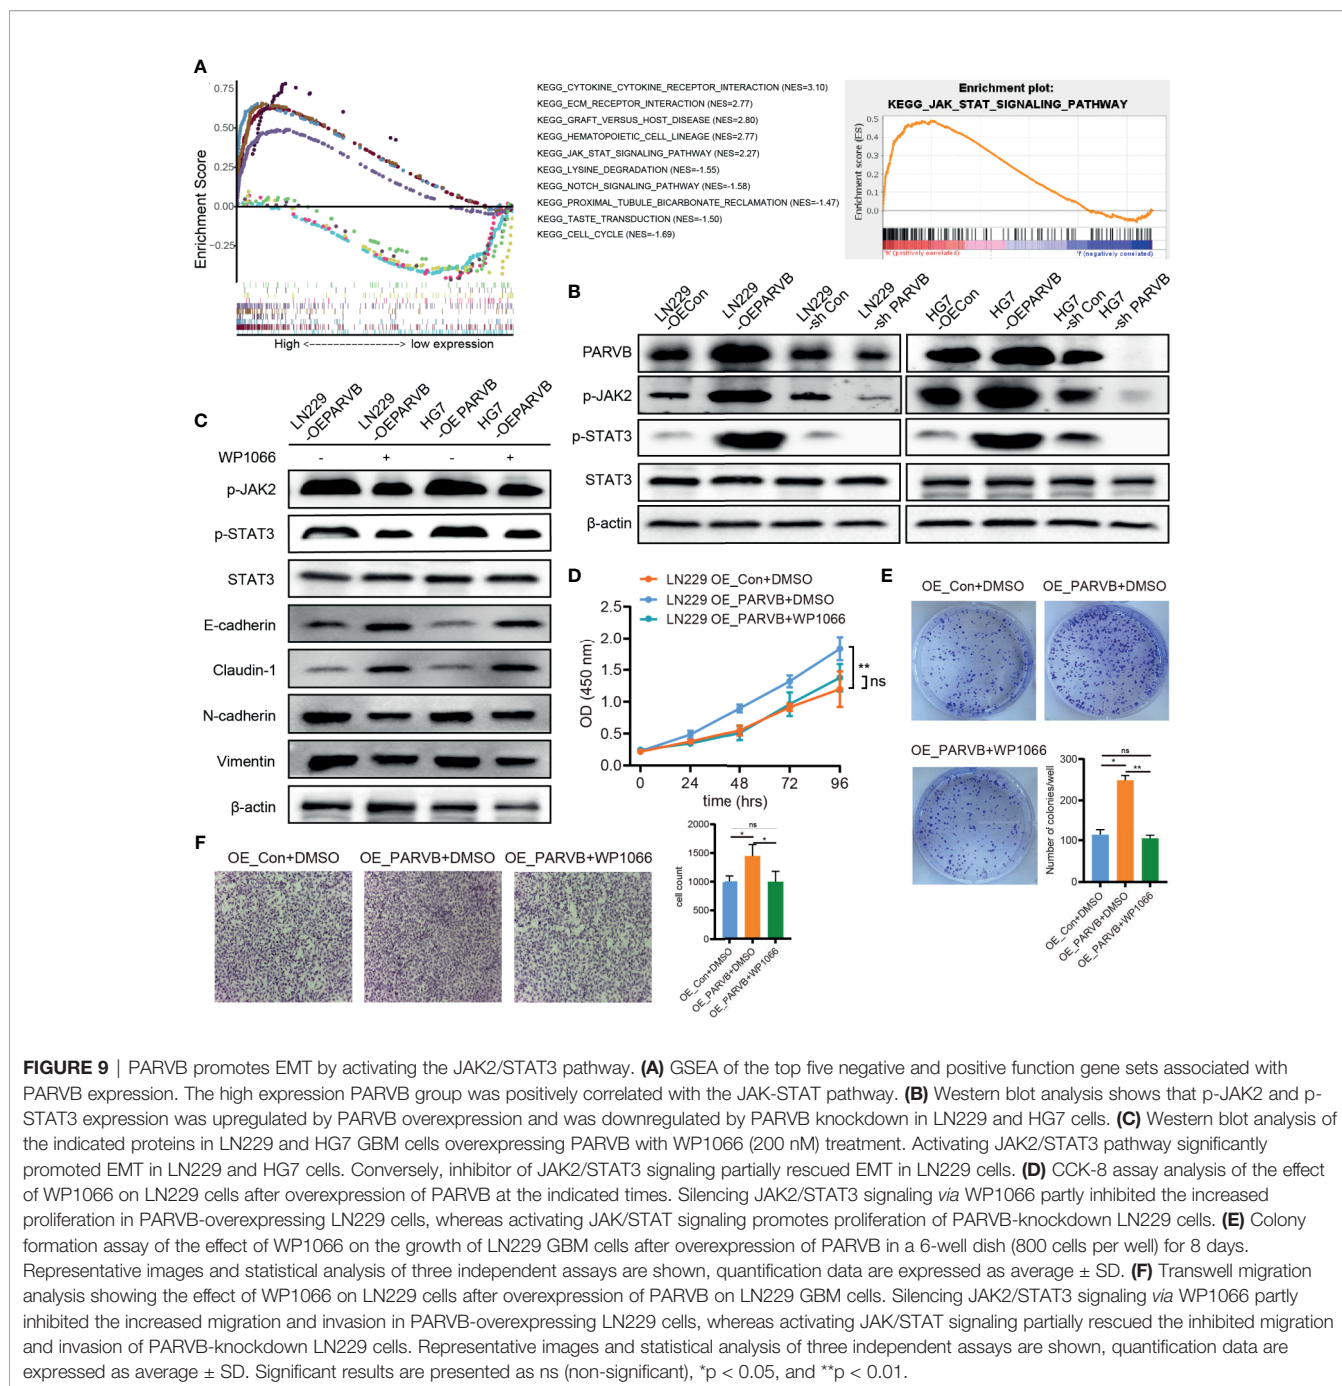 A
0.75
0.50
0.25
0.00
-0.25
Enrichment Score
High <---------------> low expression
KEGG_CYTOKINE_CYTOKINE_RECEPTOR_INTERACTION (NES=3.10)
KEGG_ECM_RECEPTOR_INTERACTION (NES=2.77)
KEGG_GRAFT_VERSUS_HOST_DISEASE (NES=2.80)
KEGG_HEMATOPOIETIC_CELL_LINEAGE (NES=2.77)
KEGG_JAK_STAT_SIGNALING_PATHWAY (NES=2.27)
KEGG_LYSINE_DEGRADATION (NES=-1.55)
KEGG_NOTCH_SIGNALING_PATHWAY (NES=-1.58)
KEGG_PROXIMAL_TUBULE_BICARBONATE_RECLAMATION (NES=-1.47)
KEGG_TASTE_TRANSDUCTION (NES=-1.50)
KEGG_CELL_CYCLE (NES=-1.69)
Enrichment plot:
KEGG_JAK_STAT_SIGNALING_PATHWAY
Enrichment score (ES)
0.5
0.4
0.3
0.2
0.1
0.0
(positively correlated)
(negatively correlated)
B
LN229 -OECon
LN229 -OEPARVB
LN229 -sh Con
LN229 -sh PARVB
HG7 -OECon
HG7 -OEPARVB
HG7 -sh Con
HG7 -sh PARVB
PARVB
p-JAK2
p-STAT3
STAT3
β-actin
C
LN229 -OEPARVB
LN229 -OEPARVB
HG7 -OEPARVB
HG7 -OEPARVB
WP1066 - + - +
p-JAK2
p-STAT3
STAT3
E-cadherin
Claudin-1
N-cadherin
Vimentin
β-actin
D
LN229 OE_Con+DMSO
LN229 OE_PARVB+DMSO
LN229 OE_PARVB+WP1066
OD (450 nm)
2.5
2.0
1.5
1.0
0.5
0.0
0 24 48 72 96
time (hrs)
**
ns
E
OE_Con+DMSO OE_PARVB+DMSO
OE_PARVB+WP1066
Number of colonies/well
300
200
100
0
ns
* **
OE_Con+DMSO
OE_PARVB+DMSO
OE_PARVB+WP1066
F
OE_Con+DMSO OE_PARVB+DMSO OE_PARVB+WP1066
cell count
2000
1500
1000
500
0
ns
* *
OE_Con+DMSO
OE_PARVB+DMSO
OE_PARVB+WP1066
FIGURE 9 | PARVB promotes EMT by activating the JAK2/STAT3 pathway. (A) GSEA of the top five negative and positive function gene sets associated with
PARVB expression. The high expression PARVB group was positively correlated with the JAK-STAT pathway. (B) Western blot analysis shows that p-JAK2 and p-
STAT3 expression was upregulated by PARVB overexpression and was downregulated by PARVB knockdown in LN229 and HG7 cells. (C) Western blot analysis of
the indicated proteins in LN229 and HG7 GBM cells overexpressing PARVB with WP1066 (200 nM) treatment. Activating JAK2/STAT3 pathway significantly
promoted EMT in LN229 and HG7 cells. Conversely, inhibitor of JAK2/STAT3 signaling partially rescued EMT in LN229 cells. (D) CCK-8 assay analysis of the effect
of WP1066 on LN229 cells after overexpression of PARVB at the indicated times. Silencing JAK2/STAT3 signaling via WP1066 partly inhibited the increased
proliferation in PARVB-overexpressing LN229 cells, whereas activating JAK/STAT signaling promotes proliferation of PARVB-knockdown LN229 cells. (E) Colony
formation assay of the effect of WP1066 on the growth of LN229 GBM cells after overexpression of PARVB in a 6-well dish (800 cells per well) for 8 days.
Representative images and statistical analysis of three independent assays are shown, quantification data are expressed as average ± SD. (F) Transwell migration
analysis showing the effect of WP1066 on LN229 cells after overexpression of PARVB on LN229 GBM cells. Silencing JAK2/STAT3 signaling via WP1066 partly
inhibited the increased migration and invasion in PARVB-overexpressing LN229 cells, whereas activating JAK/STAT signaling partially rescued the inhibited migration
and invasion of PARVB-knockdown LN229 cells. Representative images and statistical analysis of three independent assays are shown, quantification data are
expressed as average ± SD. Significant results are presented as ns (non-significant), *p < 0.05, and **p < 0.01.